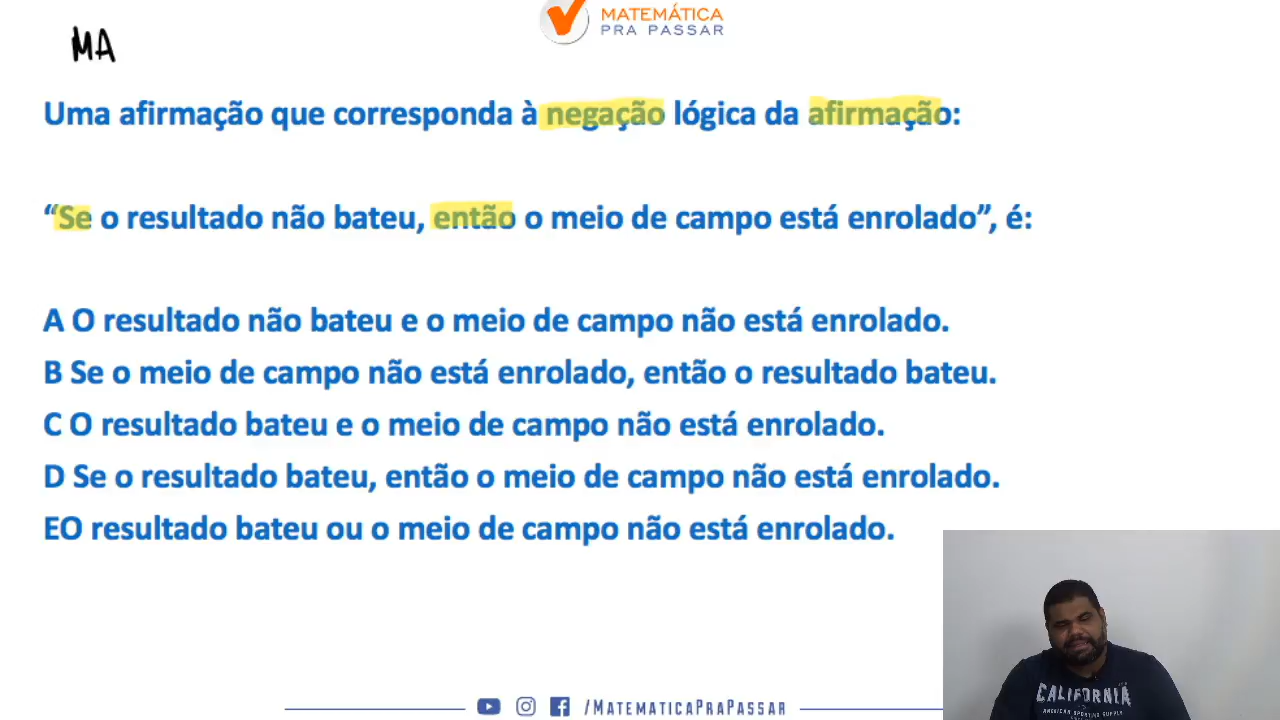 MATEMÁTICA
PRA PASSAR
MA
Uma afirmação que corresponda à negação lógica da afirmação:
“Se o resultado não bateu, então o meio de campo está enrolado”, é:
A O resultado não bateu e o meio de campo não está enrolado.
B Se o meio de campo não está enrolado, então o resultado bateu.
C O resultado bateu e o meio de campo não está enrolado.
D Se o resultado bateu, então o meio de campo não está enrolado.
EO resultado bateu ou o meio de campo não está enrolado.
CALIFORNIA
AMERICAN SPORTING SUPPLY
/MATEMATICAPRAPASSAR